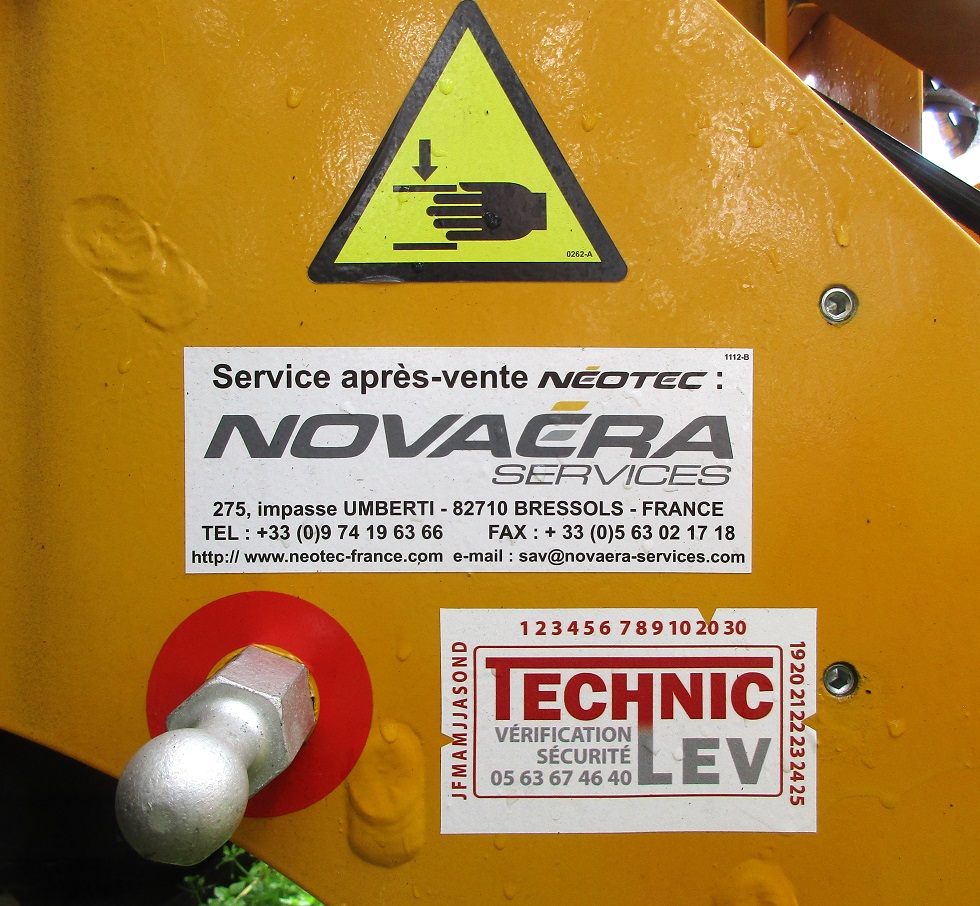 0262-A
1112-B
Service après-vente NÉOTEC :
NOVAÉRA
SERVICES
275, impasse UMBERTI - 82710 BRESSOLS - FRANCE
TEL : +33 (0)9 74 19 63 66 FAX : + 33 (0)5 63 02 17 18
http// www.neotec-france.com e-mail : sav@novaera-services.com
1 2 3 4 5 6 7 8 9 10 20 30
JFMAMJJASOND
TECHNIC
LEV
VÉRIFICATION
SÉCURITÉ
05 63 67 46 40
19 20 21 22 23 24 25